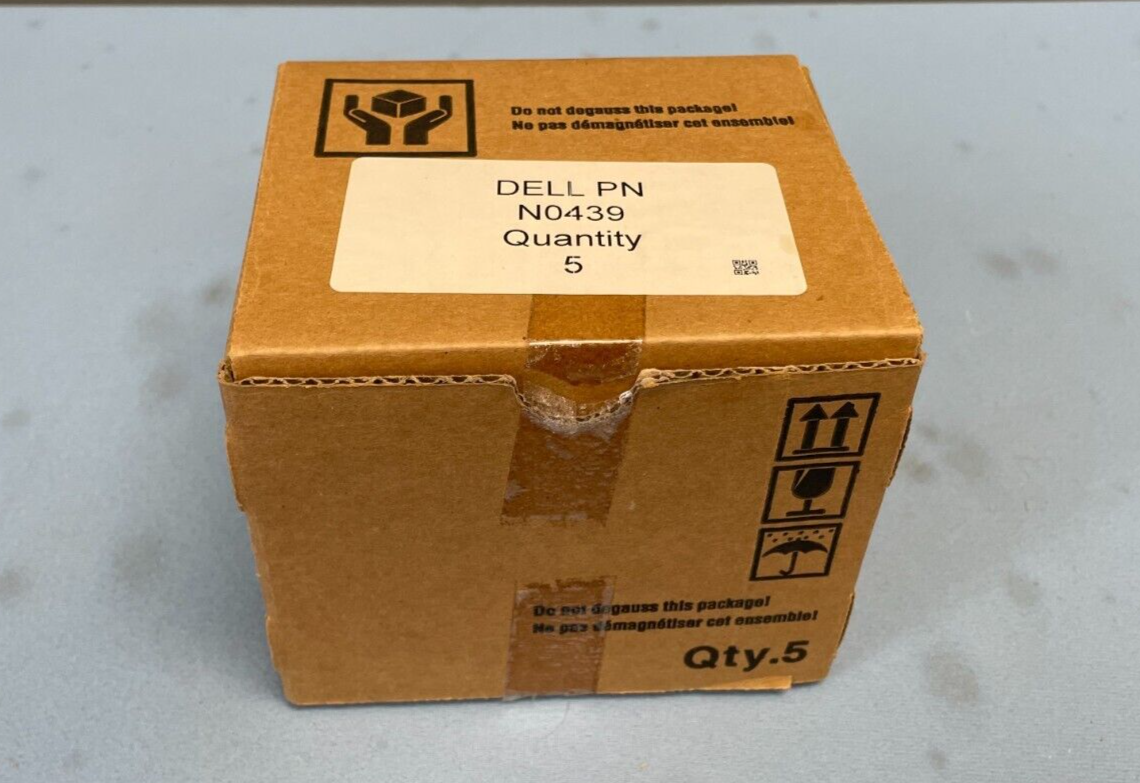 Do not degauss this package!
Ne pas démagnétiser cet ensemble!
DELL PN
N0439
Quantity
5
Do not degauss this package!
Ne pas démagnétiser cet ensemble!
Qty.5